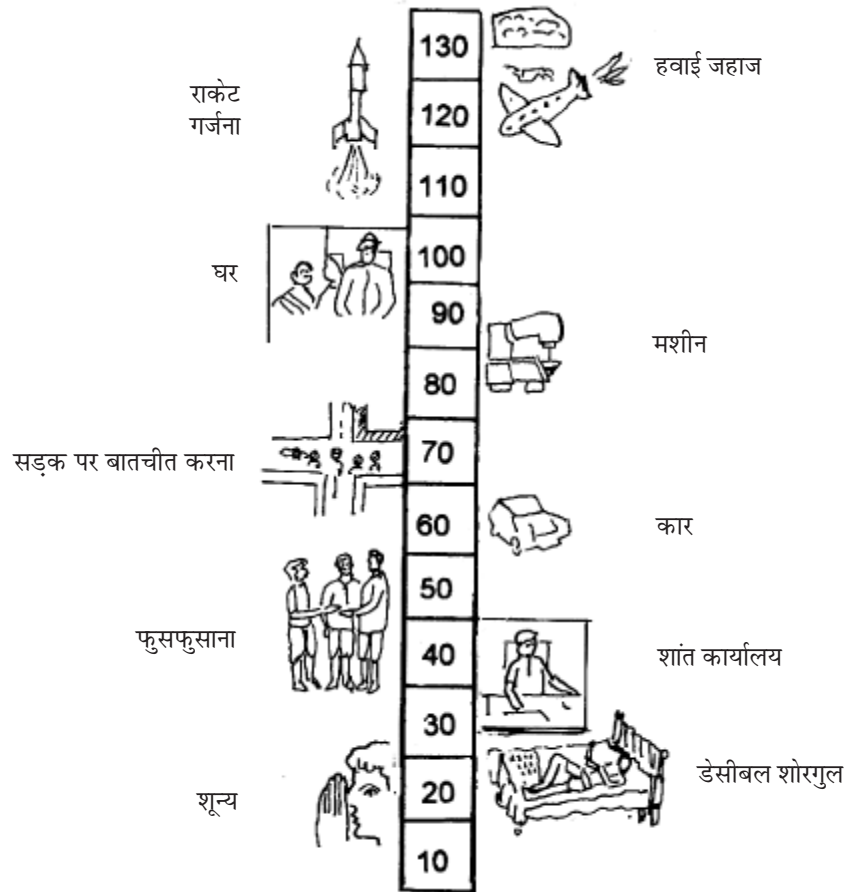 130
हवाई जहाज
राकेट
गर्जना
120
110
घर
100
90
मशीन
80
सड़क पर बातचीत करना
70
60
कार
50
फुसफुसाना
40
शांत कार्यालय
30
डेसीबल शोरगुल
शून्य
20
10